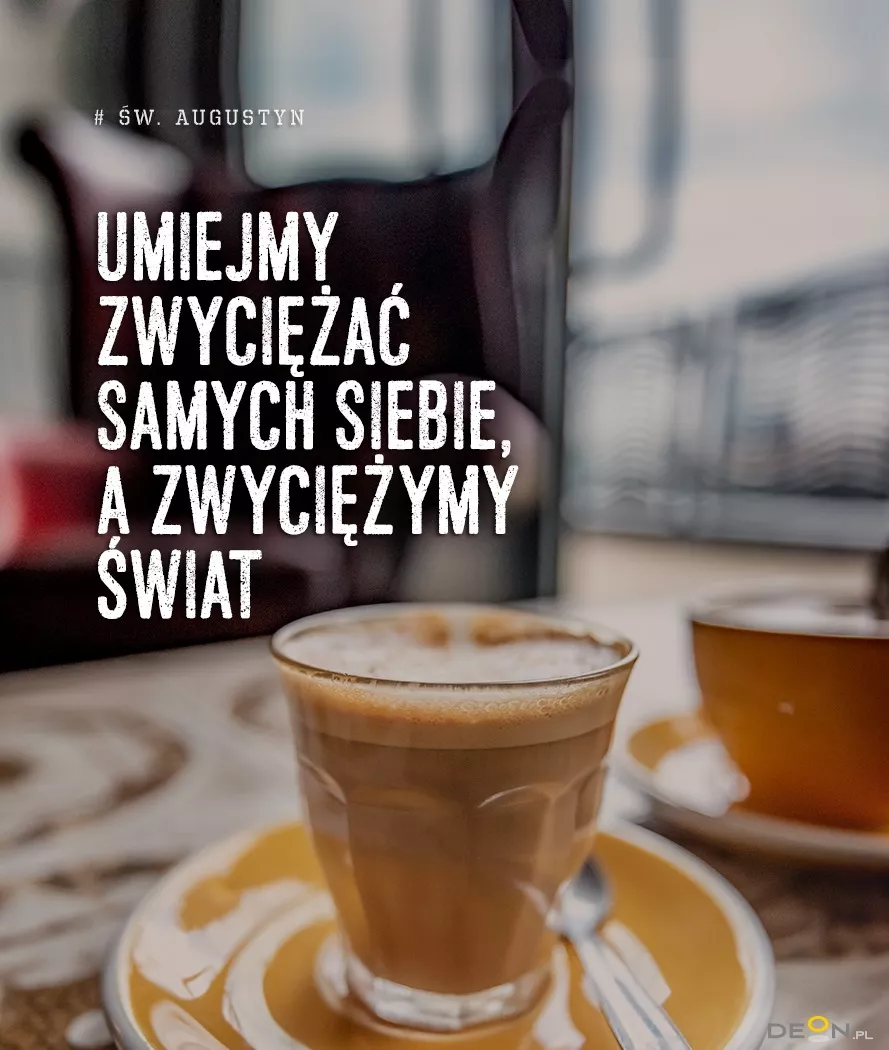 # ŚW. AUGUSTYN
UMIEJMY
ZWYCIĘŻAĆ
SAMYCH SIEBIE,
A ZWYCIĘŻYMY
ŚWIAT
DEON.PL